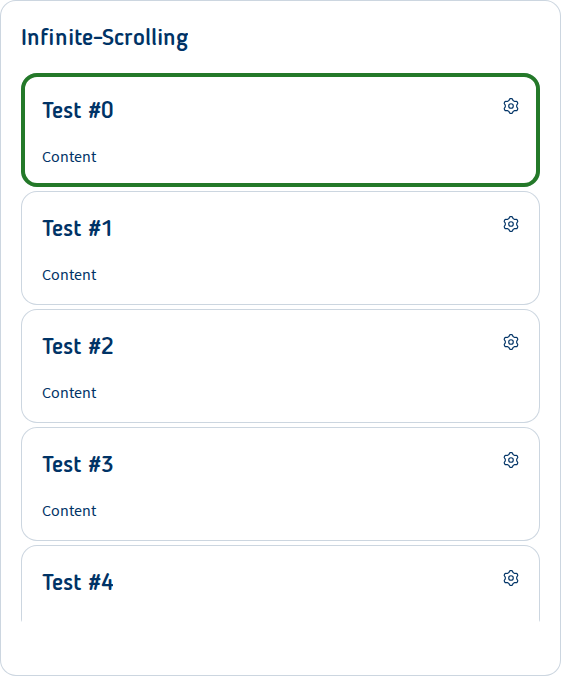 Infinite-Scrolling
Test #0
Content
Test #1
Content
Test #2
Content
Test #3
Content
Test #4